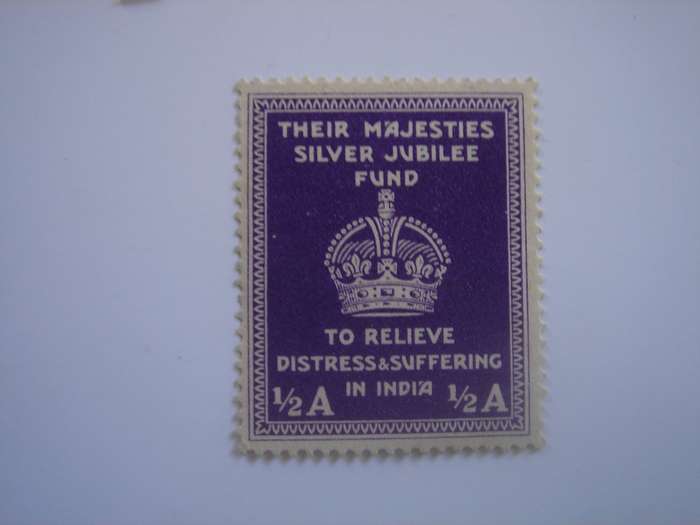 THEIR MAJESTIES
SILVER JUBILEE
FUND
TO RELIEVE
DISTRESS & SUFFERING
IN INDIA
½ A ½ A